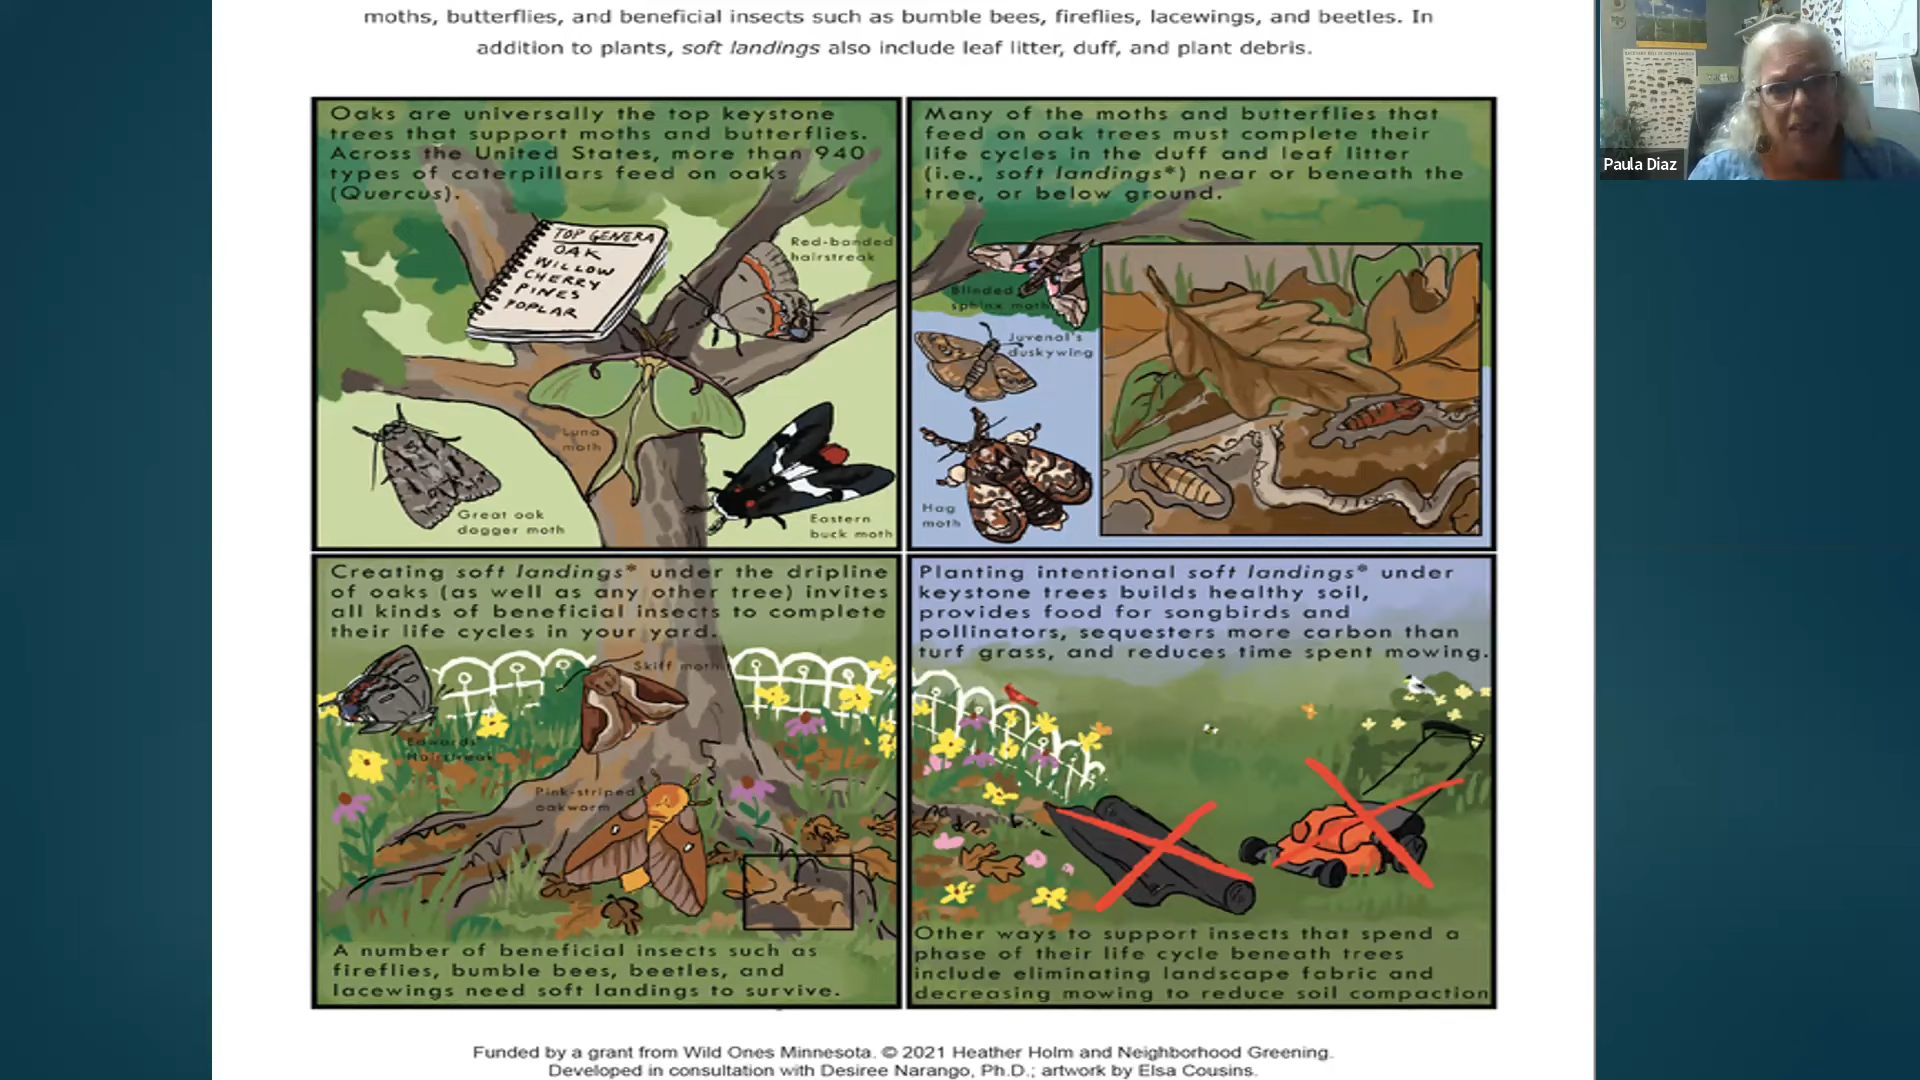 moths, butterflies, and beneficial insects such as bumble bees, fireflies, lacewings, and beetles. In
addition to plants, soft landings also include leaf litter, duff, and plant debris.
Paula Diaz
Oaks are universally the top keystone
trees that support moths and butterflies.
Across the United States, more than 940
types of caterpillars feed on oaks
(Quercus).
TOP GENERA
OAK
WILLOW
CHERRY
PINES
POPLAR
Red-banded
hairstreak
Luna
moth
Great oak
dagger moth
Eastern
buck moth
Many of the moths and butterflies that
feed on oak trees must complete their
life cycles in the duff and leaf litter
(i.e., soft landings*) near or beneath the
tree, or below ground.
Blinded
sphinx moth
Juvenal's
duskywing
Hag
moth
Creating soft landings* under the dripline
of oaks (as well as any other tree) invites
all kinds of beneficial insects to complete
their life cycles in your yard.
Skiff moth
Edwards'
Hairstreak
Pink-striped
oakworm
A number of beneficial insects such as
fireflies, bumble bees, beetles, and
lacewings need soft landings to survive.
Planting intentional soft landings* under
keystone trees builds healthy soil,
provides food for songbirds and
pollinators, sequesters more carbon than
turf grass, and reduces time spent mowing.
Other ways to support insects that spend a
phase of their life cycle beneath trees
include eliminating landscape fabric and
decreasing mowing to reduce soil compaction
Funded by a grant from Wild Ones Minnesota. © 2021 Heather Holm and Neighborhood Greening.
Developed in consultation with Desiree Narango, Ph.D.; artwork by Elsa Cousins.